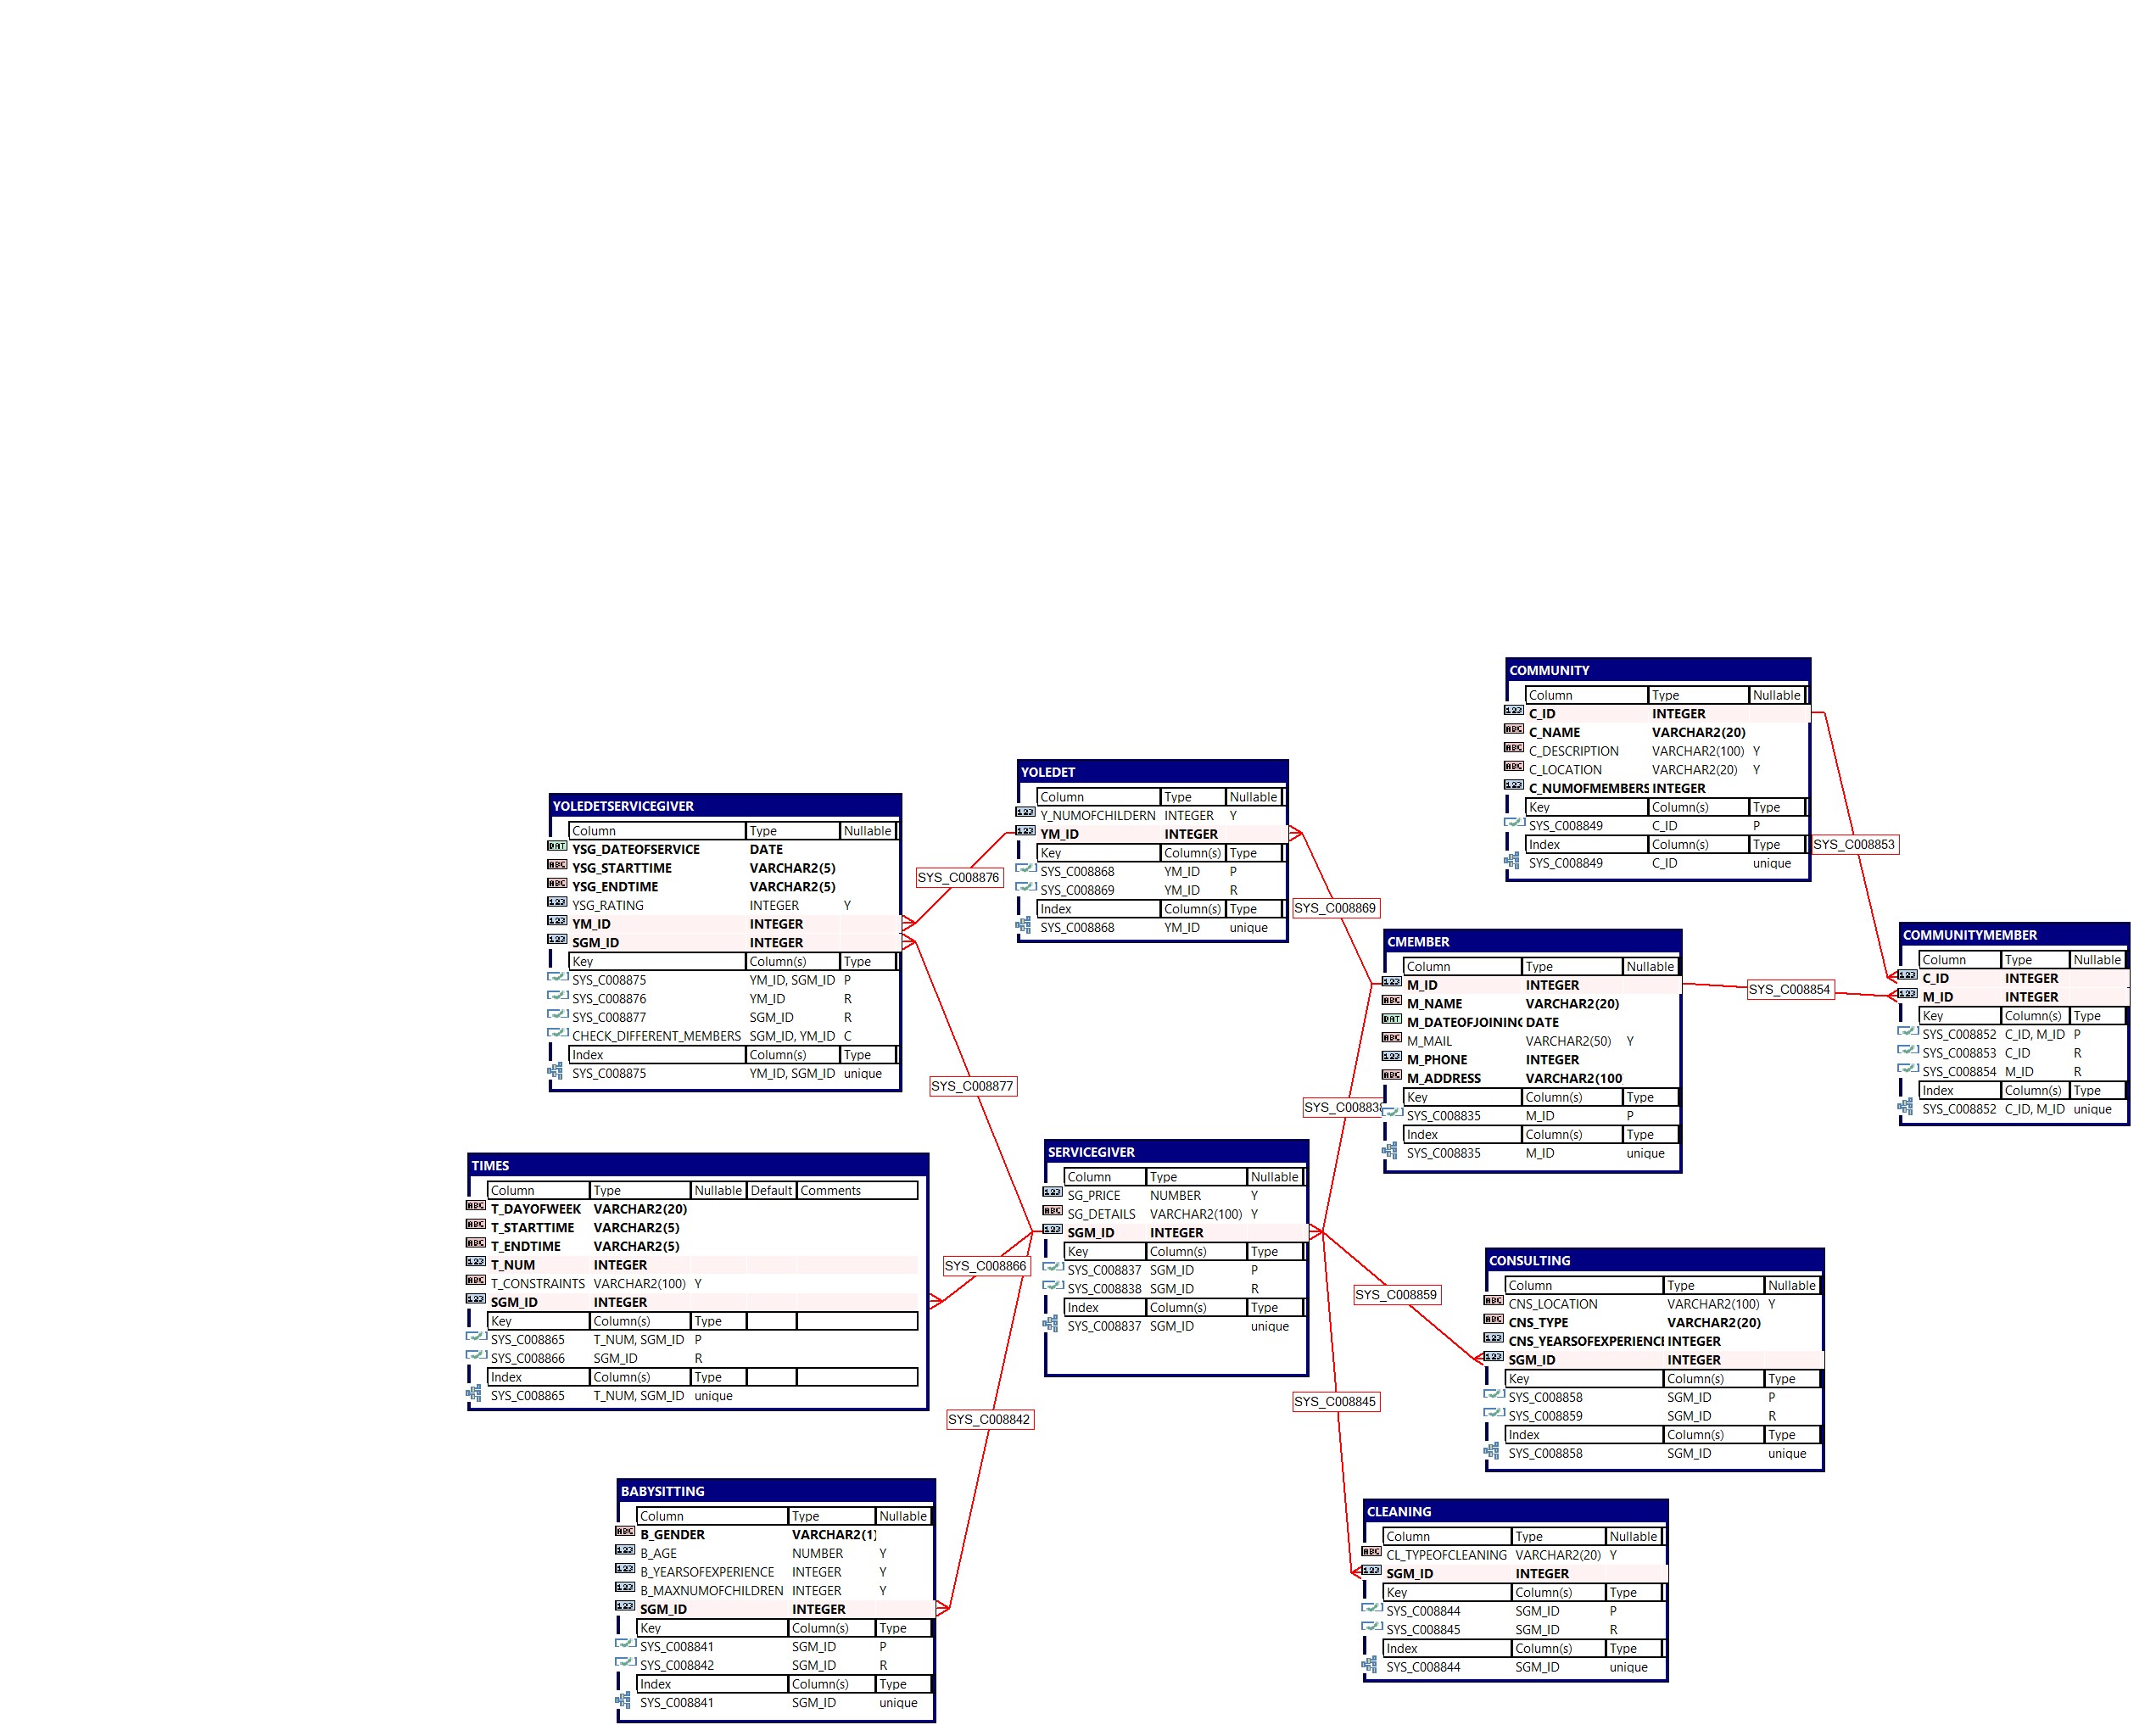 COMMUNITY
Column Type Nullable
C_ID INTEGER
C_NAME VARCHAR2(20)
C_DESCRIPTION VARCHAR2(100) Y
C_LOCATION VARCHAR2(20) Y
C_NUMOFMEMBERS INTEGER
Key Column(s) Type
SYS_C008849 C_ID P
Index Column(s) Type
SYS_C008849 C_ID unique
SYS_C008853
YOLEDET
Column Type Nullable
Y_NUMOFCHILDERN INTEGER Y
YM_ID INTEGER
Key Column(s) Type
SYS_C008868 YM_ID P
SYS_C008869 YM_ID R
Index Column(s) Type
SYS_C008868 YM_ID unique
SYS_C008876
SYS_C008869
YOLEDETSERVICEGIVER
Column Type Nullable
YSG_DATEOFSERVICE DATE
YSG_STARTTIME VARCHAR2(5)
YSG_ENDTIME VARCHAR2(5)
YSG_RATING INTEGER Y
YM_ID INTEGER
SGM_ID INTEGER
Key Column(s) Type
SYS_C008875 YM_ID, SGM_ID P
SYS_C008876 YM_ID R
SYS_C008877 SGM_ID R
CHECK_DIFFERENT_MEMBERS SGM_ID, YM_ID C
Index Column(s) Type
SYS_C008875 YM_ID, SGM_ID unique
SYS_C008877
CMEMBER
Column Type Nullable
M_ID INTEGER
M_NAME VARCHAR2(20)
M_DATEOFJOINING DATE
M_MAIL VARCHAR2(50) Y
M_PHONE INTEGER
M_ADDRESS VARCHAR2(100
Key Column(s) Type
SYS_C008835 M_ID P
Index Column(s) Type
SYS_C008835 M_ID unique
SYS_C008838
SYS_C008854
COMMUNITYMEMBER
Column Type Nullable
C_ID INTEGER
M_ID INTEGER
Key Column(s) Type
SYS_C008852 C_ID, M_ID P
SYS_C008853 C_ID R
SYS_C008854 M_ID R
Index Column(s) Type
SYS_C008852 C_ID, M_ID unique
TIMES
Column Type Nullable Default Comments
T_DAYOFWEEK VARCHAR2(20)
T_STARTTIME VARCHAR2(5)
T_ENDTIME VARCHAR2(5)
T_NUM INTEGER
T_CONSTRAINTS VARCHAR2(100) Y
SGM_ID INTEGER
Key Column(s) Type
SYS_C008865 T_NUM, SGM_ID P
SYS_C008866 SGM_ID R
Index Column(s) Type
SYS_C008865 T_NUM, SGM_ID unique
SYS_C008866
SERVICEGIVER
Column Type Nullable
SG_PRICE NUMBER Y
SG_DETAILS VARCHAR2(100) Y
SGM_ID INTEGER
Key Column(s) Type
SYS_C008837 SGM_ID P
SYS_C008838 SGM_ID R
Index Column(s) Type
SYS_C008837 SGM_ID unique
SYS_C008859
SYS_C008845
SYS_C008842
CONSULTING
Column Type Nullable
CNS_LOCATION VARCHAR2(100) Y
CNS_TYPE VARCHAR2(20)
CNS_YEARSOFEXPERIENCI INTEGER
SGM_ID INTEGER
Key Column(s) Type
SYS_C008858 SGM_ID P
SYS_C008859 SGM_ID R
Index Column(s) Type
SYS_C008858 SGM_ID unique
BABYSITTING
Column Type Nullable
B_GENDER VARCHAR2(1)
B_AGE NUMBER Y
B_YEARSOFEXPERIENCE INTEGER Y
B_MAXNUMOFCHILDREN INTEGER Y
SGM_ID INTEGER
Key Column(s) Type
SYS_C008841 SGM_ID P
SYS_C008842 SGM_ID R
Index Column(s) Type
SYS_C008841 SGM_ID unique
CLEANING
Column Type Nullable
CL_TYPEOFCLEANING VARCHAR2(20) Y
SGM_ID INTEGER
Key Column(s) Type
SYS_C008844 SGM_ID P
SYS_C008845 SGM_ID R
Index Column(s) Type
SYS_C008844 SGM_ID unique